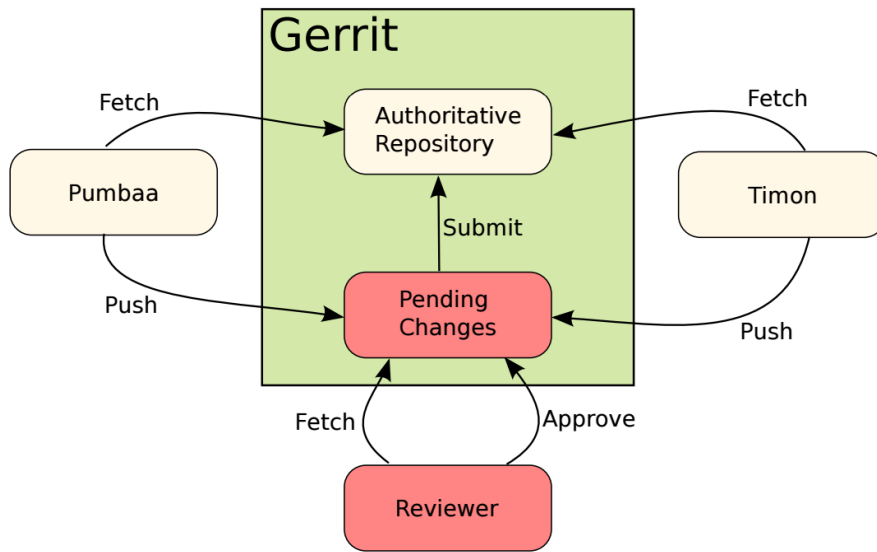 Gerrit
Fetch
Authoritative
Repository
Fetch
Pumbaa
Timon
Submit
Push
Pending
Changes
Push
Fetch
Approve
Reviewer